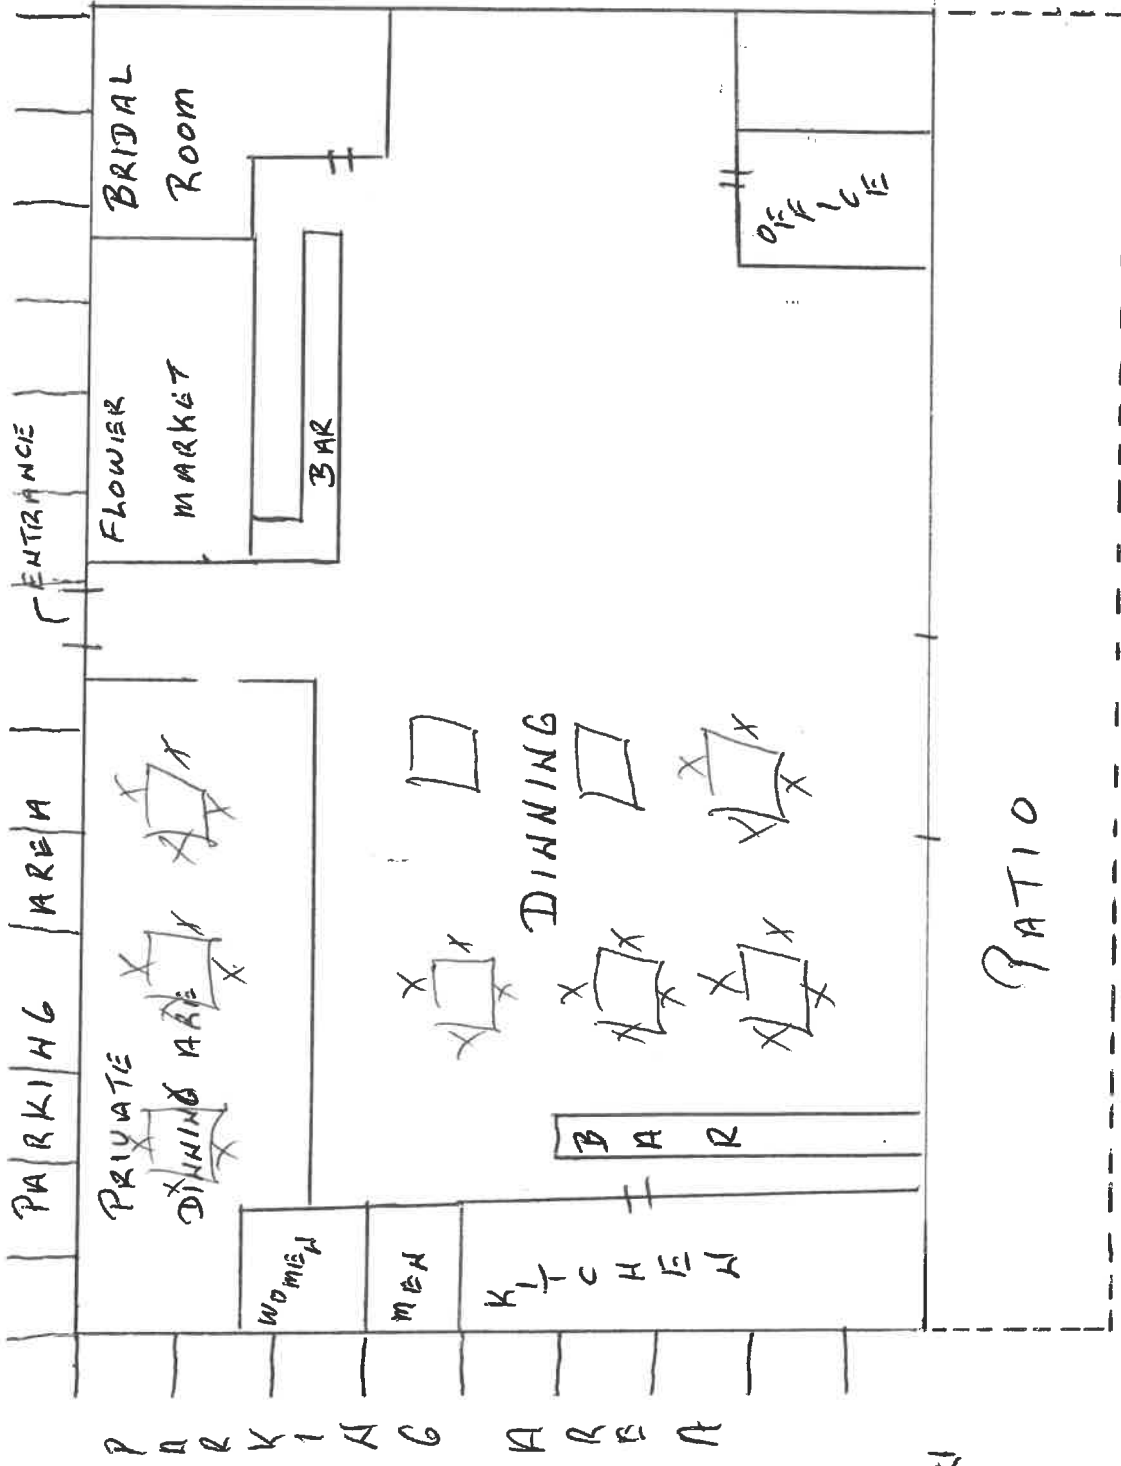 PARKING AREA
ENTRANCE
PRIVATE
DINNING ARE
FLOWER
MARKET
BRIDAL
ROOM
BAR
WOMEN
MEN
KITCHEN
BAR
DINNING
OFFICE
PARKING AREA
PATIO